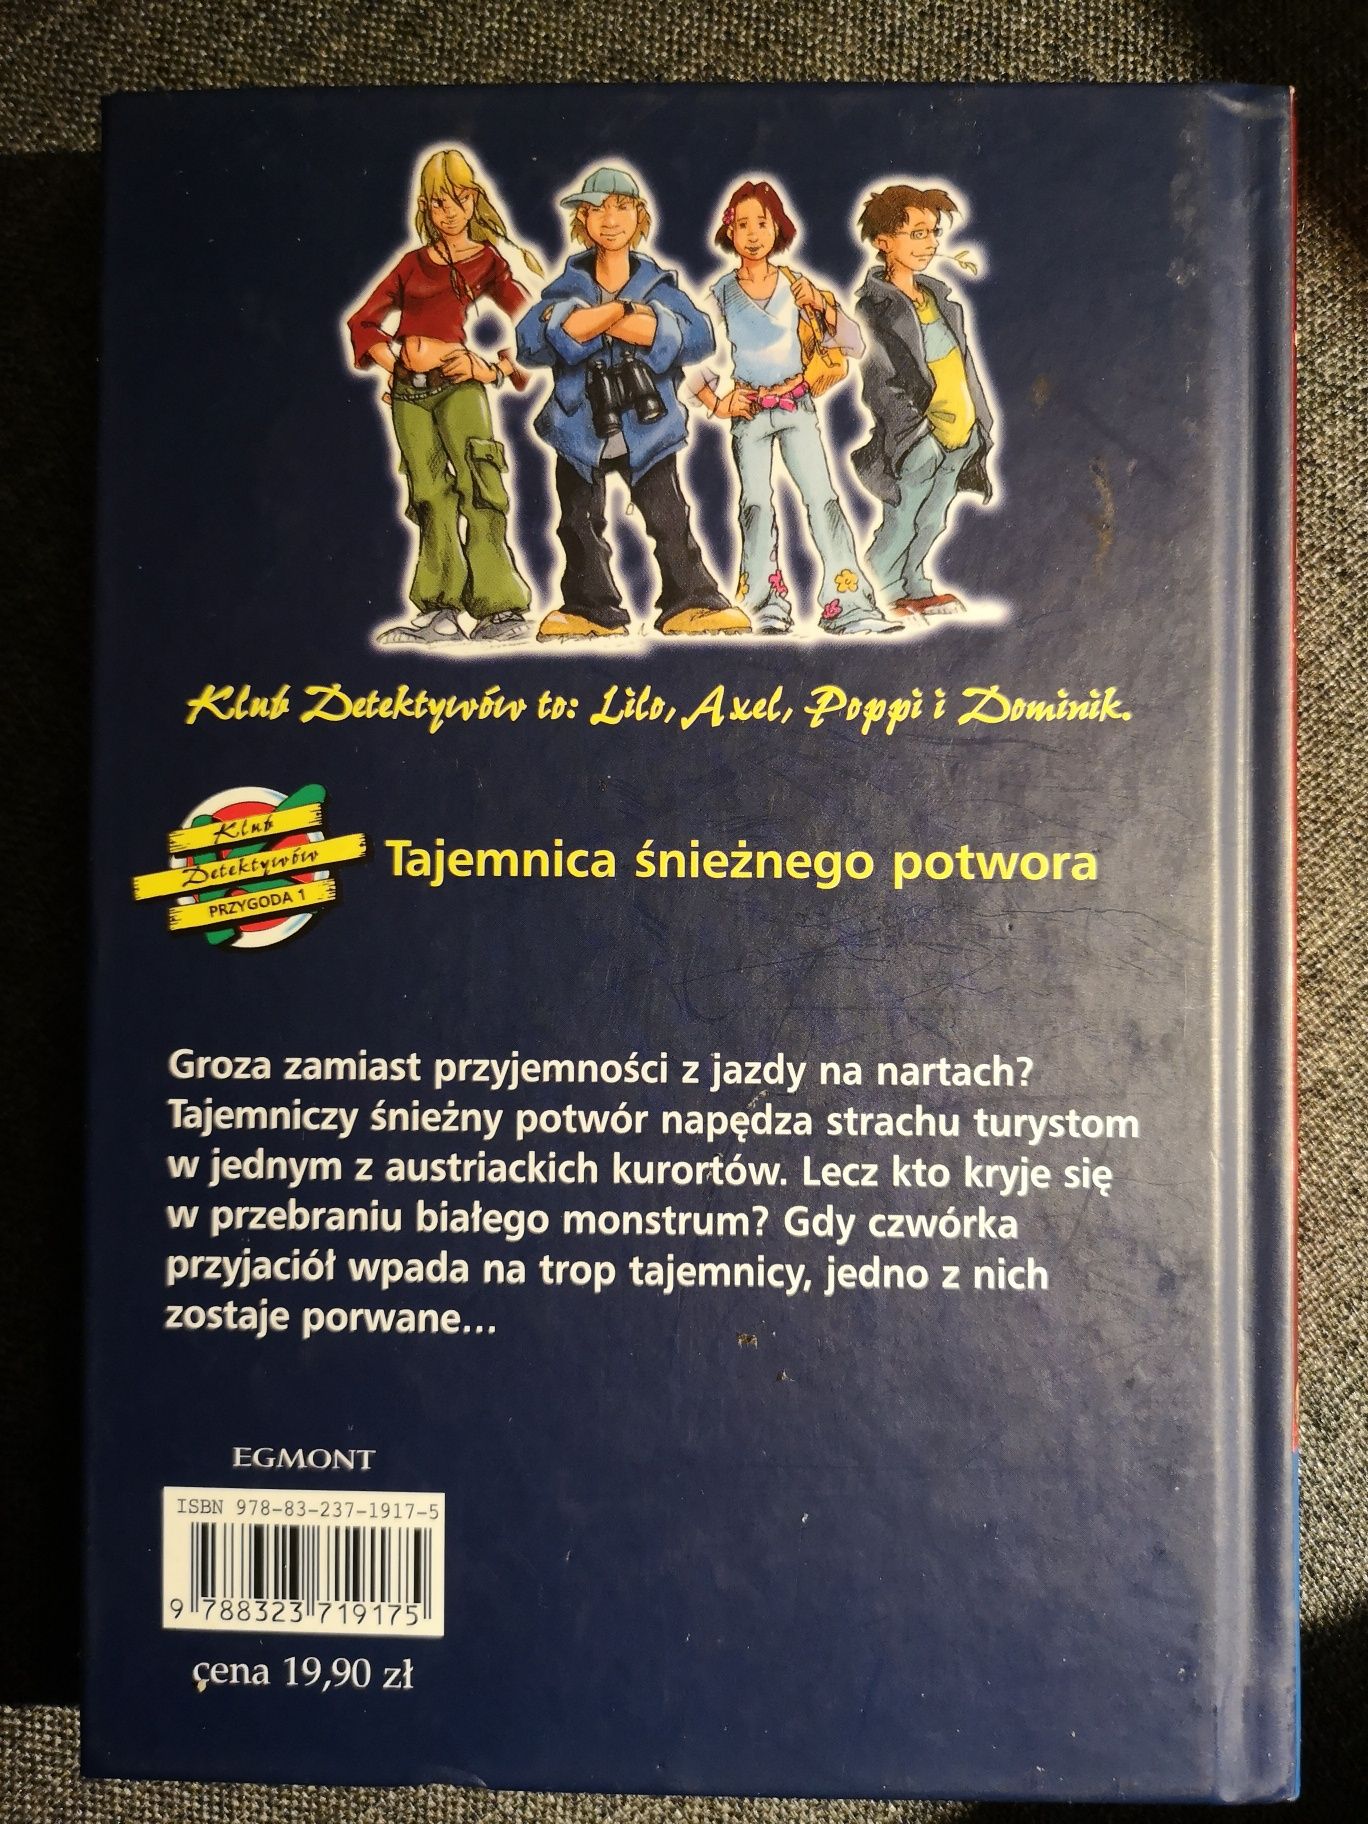 Klub Detektywów to: Lilo, Axel, Poppi i Dominik.
Klub
Detektywów
PRZYGODA 1
Tajemnica śnieżnego potwora
Groza zamiast przyjemności z jazdy na nartach?
Tajemniczy śnieżny potwór napędza strachu turystom
w jednym z austriackich kurortów. Lecz kto kryje się
w przebraniu białego monstrum? Gdy czwórka
przyjaciół wpada na trop tajemnicy, jedno z nich
zostaje porwane...
EGMONT
ISBN 978-83-237-1917-5
9 788323 719175
cena 19,90 zł